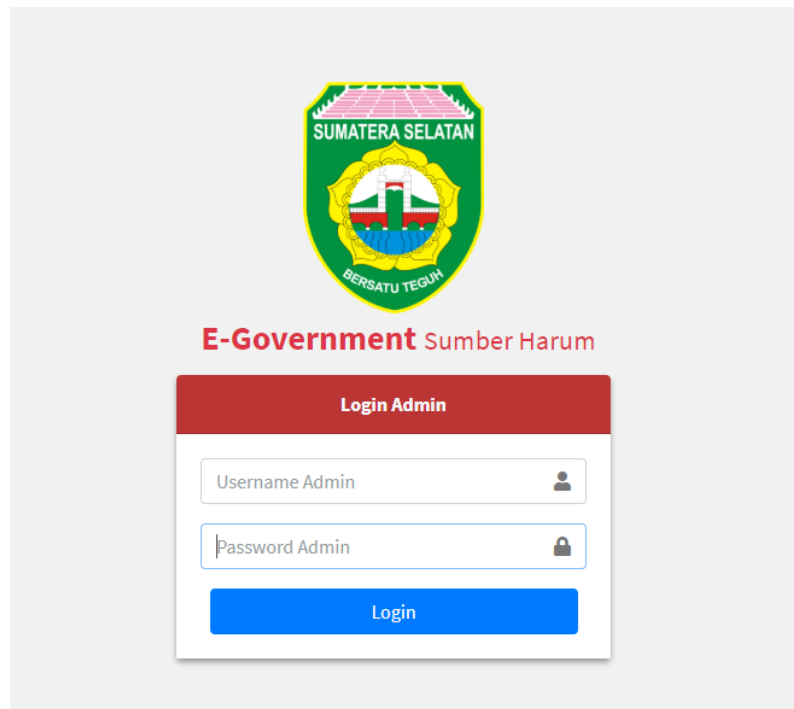 SUMATERA SELATAN
BERSATU TEGUH
E-Government Sumber Harum
Login Admin
Username Admin
Password Admin
Login